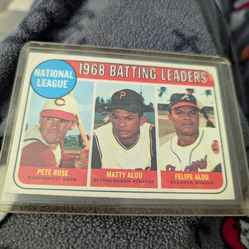 1968 BATTING LEADERS
NATIONAL
LEAGUE
PETE ROSE
CINCINNATI REDS
MATTY ALOU
PITTSBURGH PIRATES
FELIPE ALOU
ATLANTA BRAVES